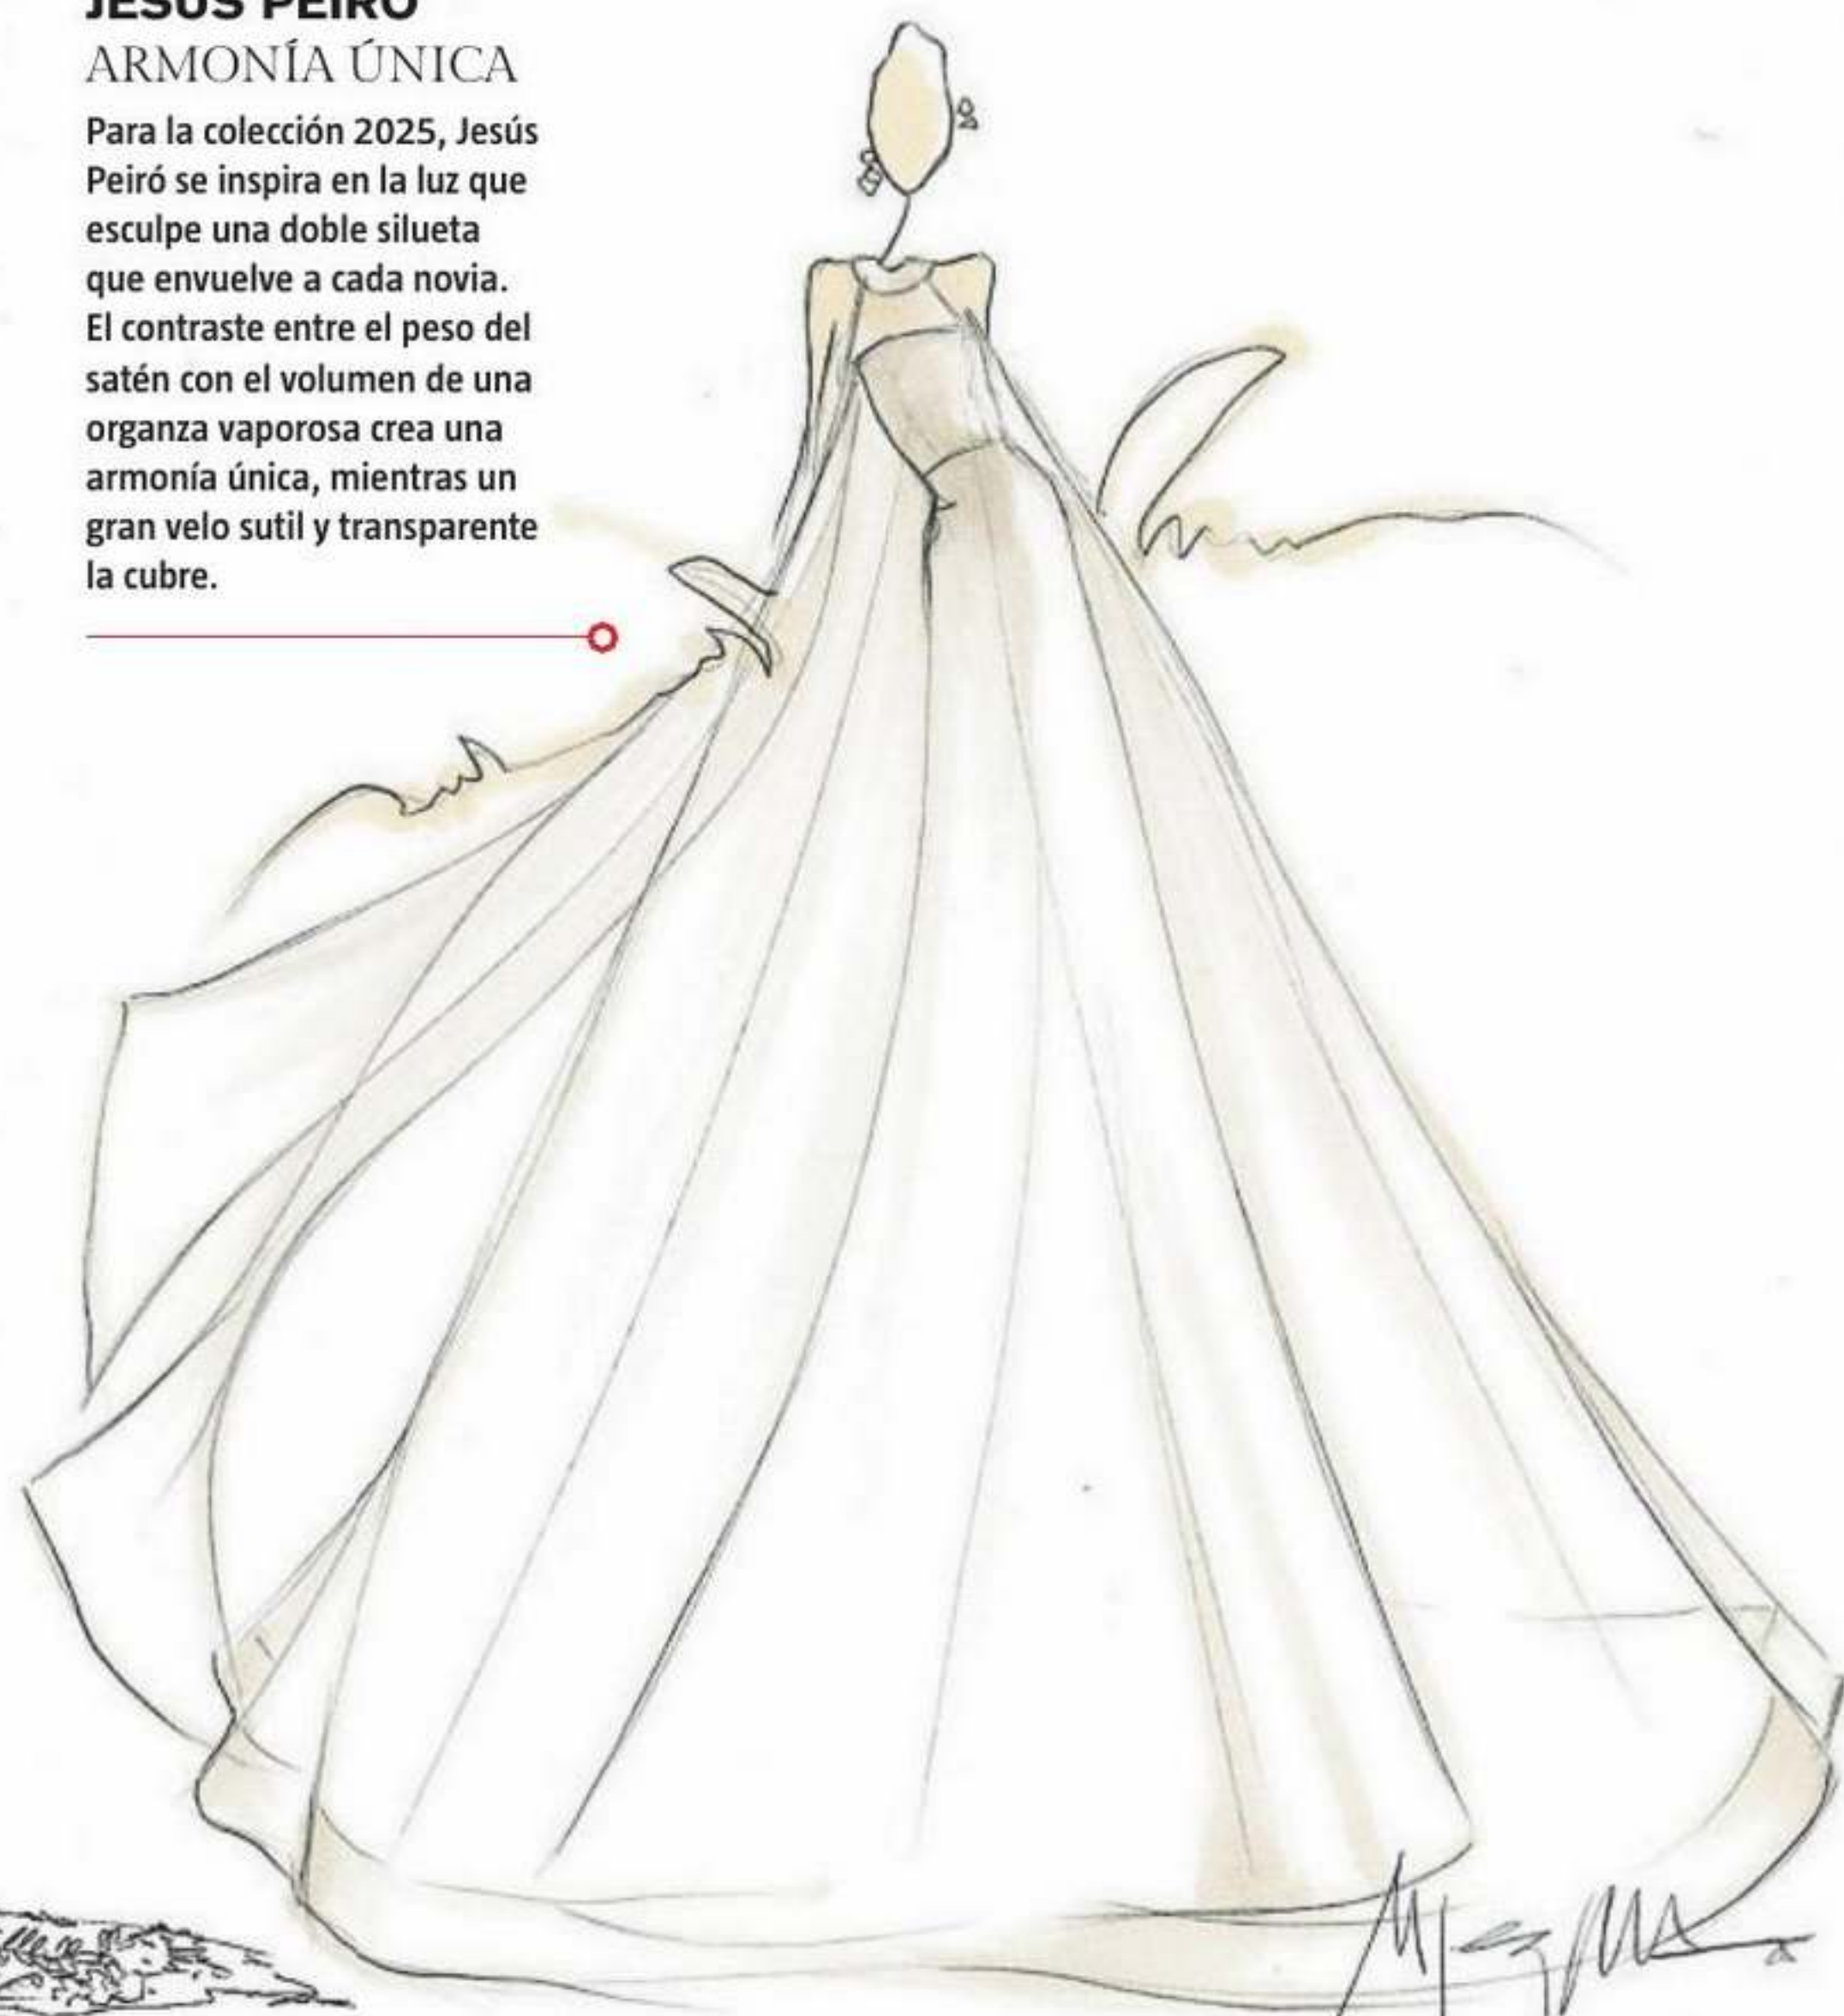 JESÚS PEIRÓ
ARMONÍA ÚNICA
Para la colección 2025, Jesús
Peiró se inspira en la luz que
esculpe una doble silueta
que envuelve a cada novia.
El contraste entre el peso del
satén con el volumen de una
organza vaporosa crea una
armonía única, mientras un
gran velo sutil y transparente
la cubre.